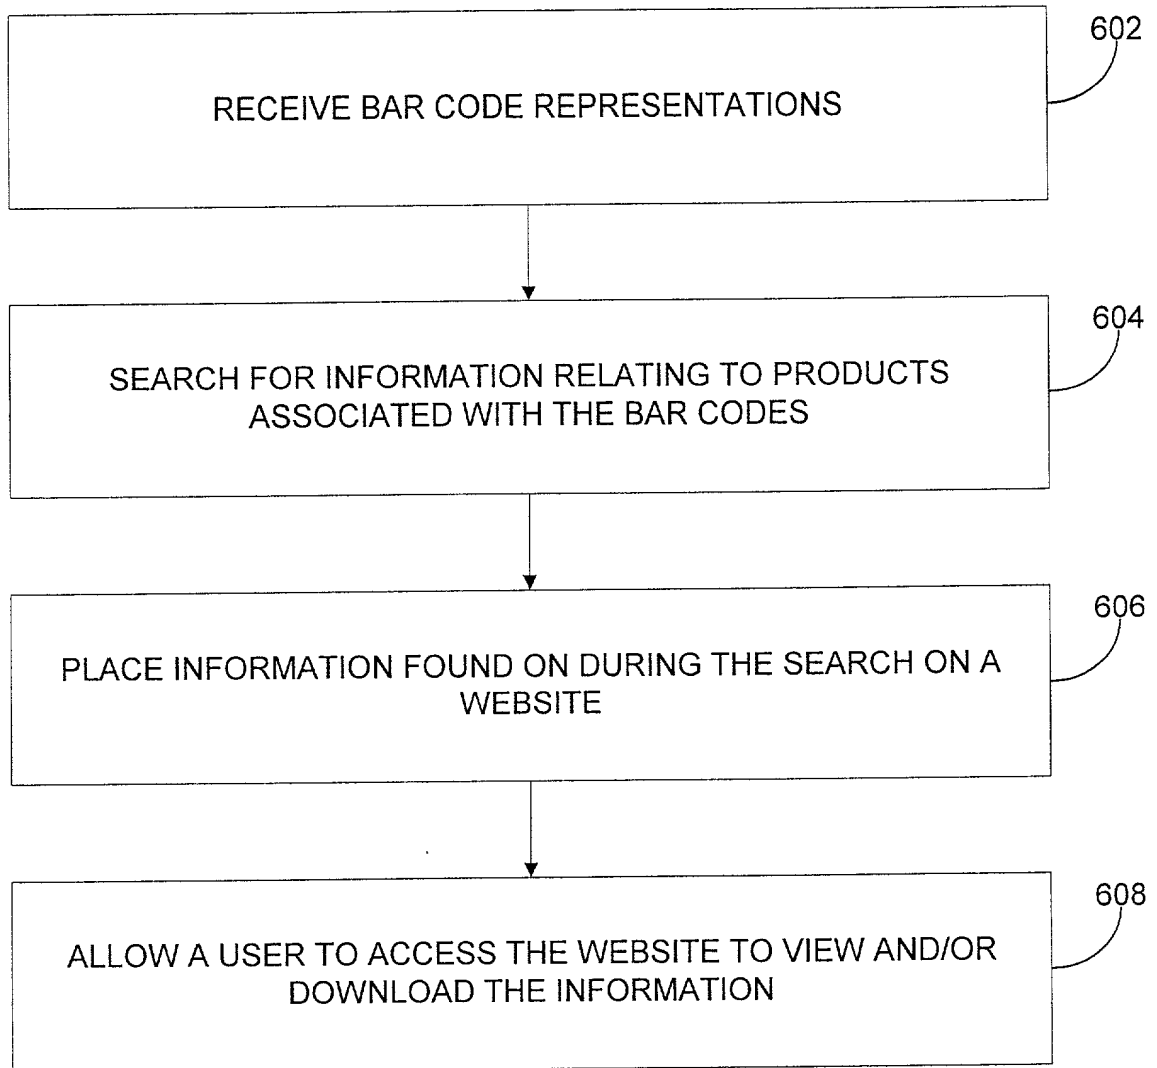 602
RECEIVE BAR CODE REPRESENTATIONS
604
SEARCH FOR INFORMATION RELATING TO PRODUCTS
ASSOCIATED WITH THE BAR CODES
606
PLACE INFORMATION FOUND ON DURING THE SEARCH ON A
WEBSITE
608
ALLOW A USER TO ACCESS THE WEBSITE TO VIEW AND/OR
DOWNLOAD THE INFORMATION